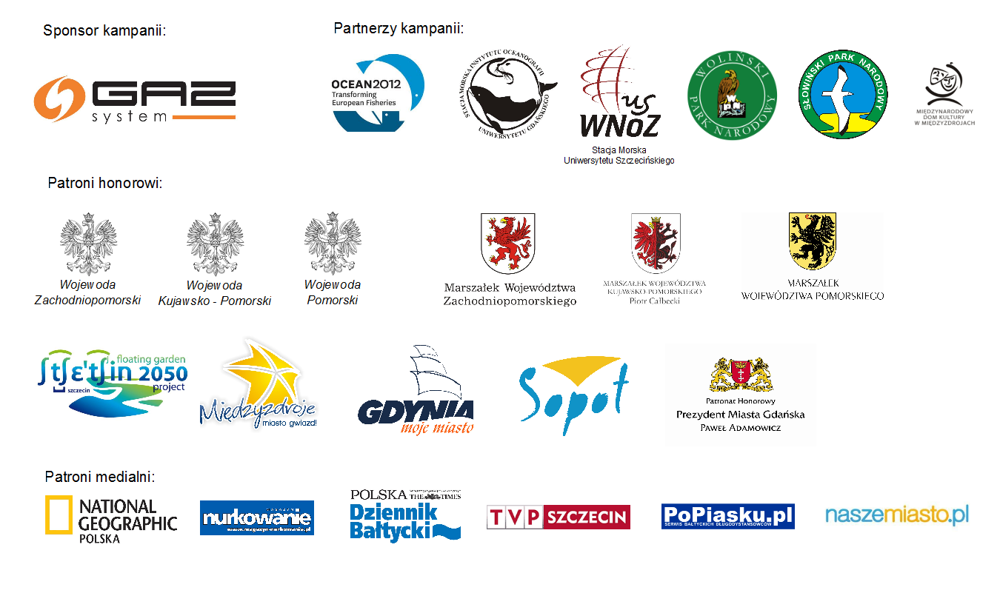 Sponsor kampanii:
Partnerzy kampanii:
GAZ
system
OCEAN2012
Transforming
European Fisheries
STACJA MORSKA INSTYTUTU OCEANOGRAFII
UNIWERSYTETU GDAŃSKIEGO
US
WNoZ
Stacja Morska
Uniwersytetu Szczecińskiego
WOLIŃSKI
PARK NARODOWY
SŁOWIŃSKI PARK NARODOWY
MIĘDZYNARODOWY
DOM KULTURY
W MIĘDZYZDROJACH
Patroni honorowi:
Wojewoda
Zachodniopomorski
Wojewoda
Kujawsko - Pomorski
Wojewoda
Pomorski
Marszałek Województwa
Zachodniopomorskiego
MARSZAŁEK WOJEWÓDZTWA
KUJAWSKO-POMORSKIEGO
Piotr Całbecki
MARSZAŁEK
WOJEWÓDZTWA POMORSKIEGO
floating garden
ʃtʃɛ'tʃin 2050
szczecin
project
Międzyzdroje
miasto gwiazd!
GDYNIA
moje miasto
Sopot
Patronat Honorowy
Prezydent Miasta Gdańska
PAWEŁ ADAMOWICZ
Patroni medialni:
NATIONAL
GEOGRAPHIC
POLSKA
nurkowanie
POLSKA THE TIMES
Dziennik
Bałtycki
TVP SZCZECIN
PoPiasku.pl
SERWIS BAŁTYCKICH DŁUGODYSTANSOWCÓW
naszemiasto.pl